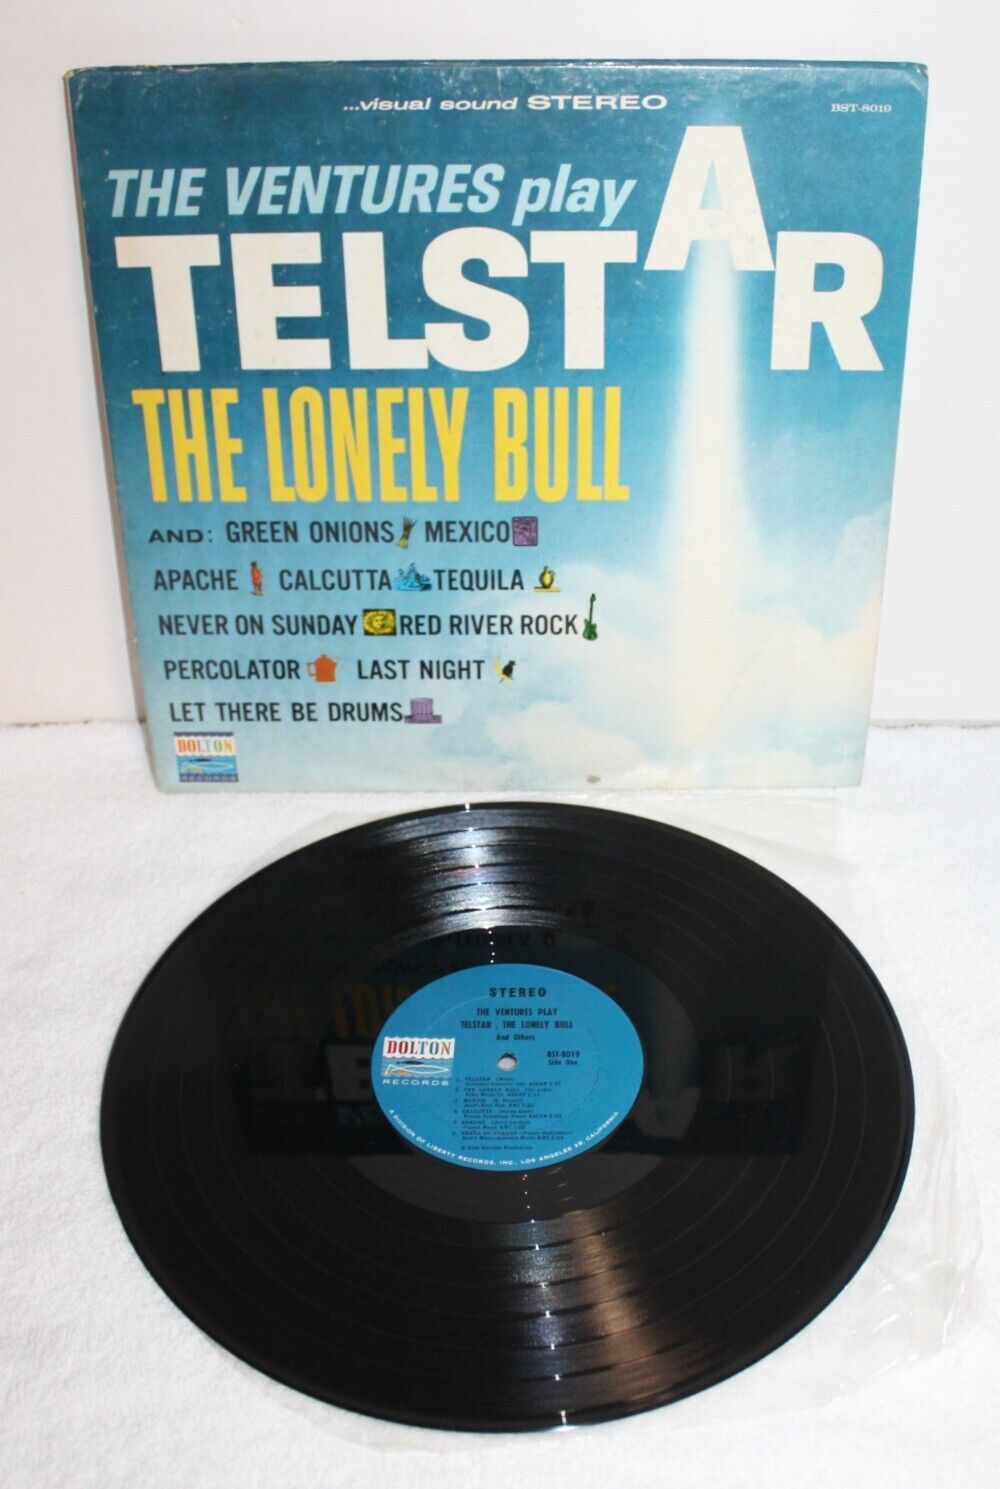 ...visual sound STEREO
BST-8019
THE VENTURES play
TELSTAR
THE LONELY BULL
AND: GREEN ONIONS MEXICO
APACHE CALCUTTA TEQUILA
NEVER ON SUNDAY RED RIVER ROCK
PERCOLATOR LAST NIGHT
LET THERE BE DRUMS
DOLTON
RECORDS
STEREO
THE VENTURES PLAY
TELSTAR . THE LONELY BULL
And Others
DOLTON
RECORDS
BST-8019
Side One
1. TELSTAR (Meek)
2. THE LONELY BULL (Sol Lake)
3. MEXICO
4. CALCUTTA
5. APACHE
6. NEVER ON SUNDAY
A DIVISION OF LIBERTY RECORDS, INC., LOS ANGELES 28, CALIFORNIA